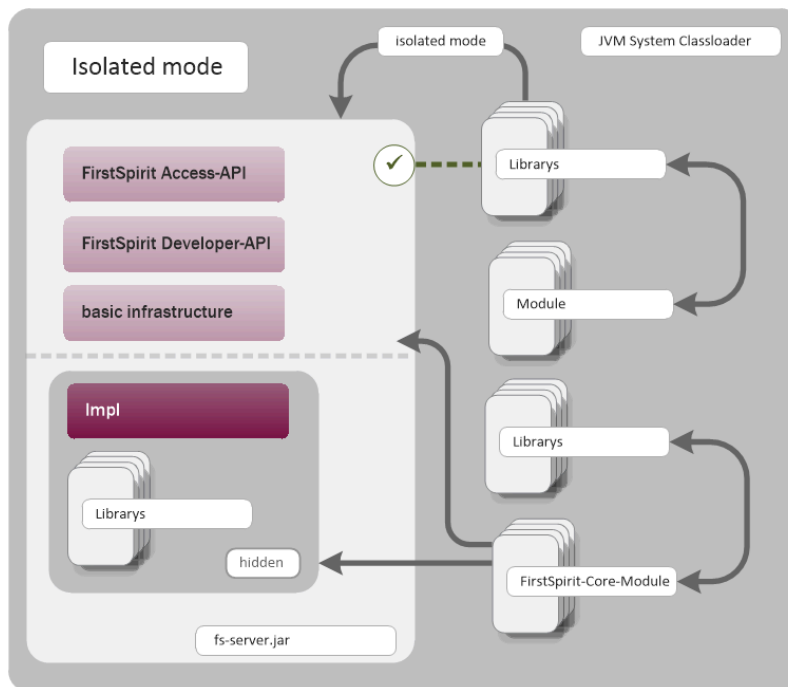 Isolated mode
isolated mode
JVM System Classloader
FirstSpirit Access-API
Librarys
FirstSpirit Developer-API
Module
basic infrastructure
Impl
Librarys
Librarys
hidden
FirstSpirit-Core-Module
fs-server.jar